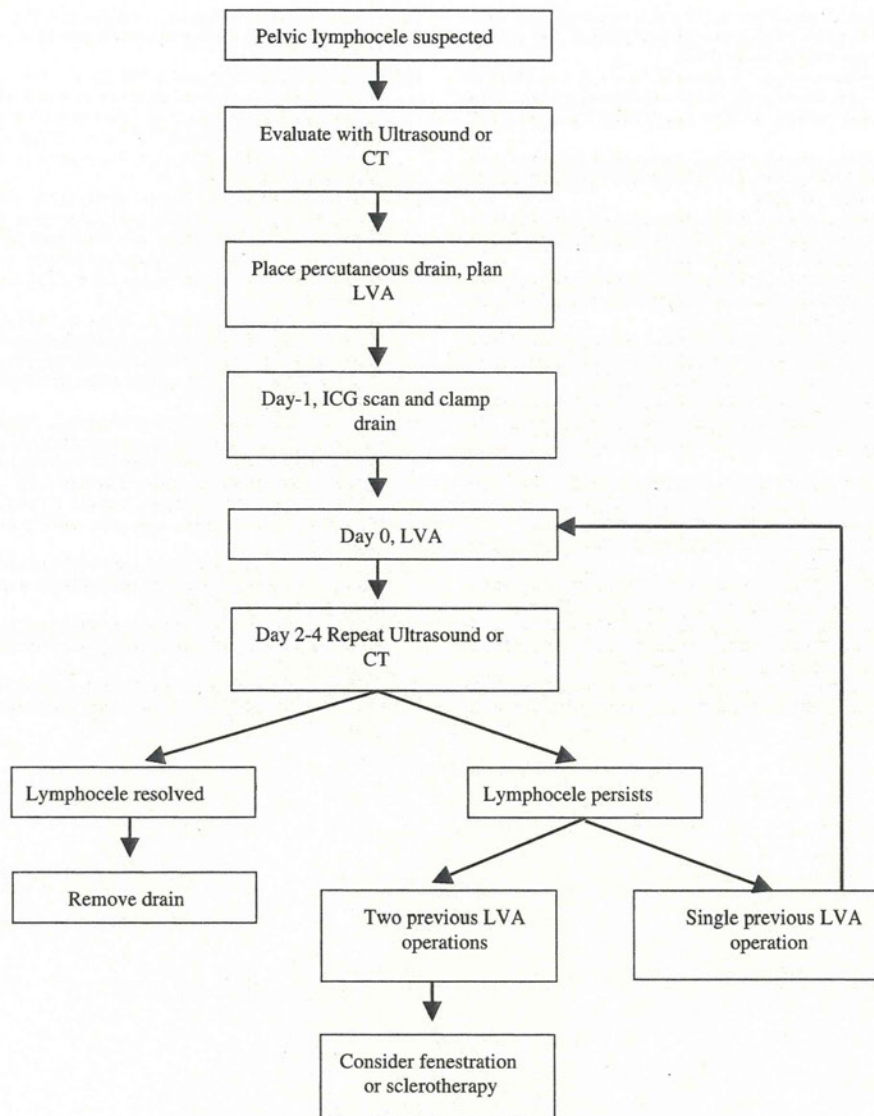 Pelvic lymphocele suspected
Evaluate with Ultrasound or
CT
Place percutaneous drain, plan
LVA
Day-1, ICG scan and clamp
drain
Day 0, LVA
Day 2-4 Repeat Ultrasound or
CT
Lymphocele resolved
Lymphocele persists
Remove drain
Two previous LVA
operations
Single previous LVA
operation
Consider fenestration
or sclerotherapy